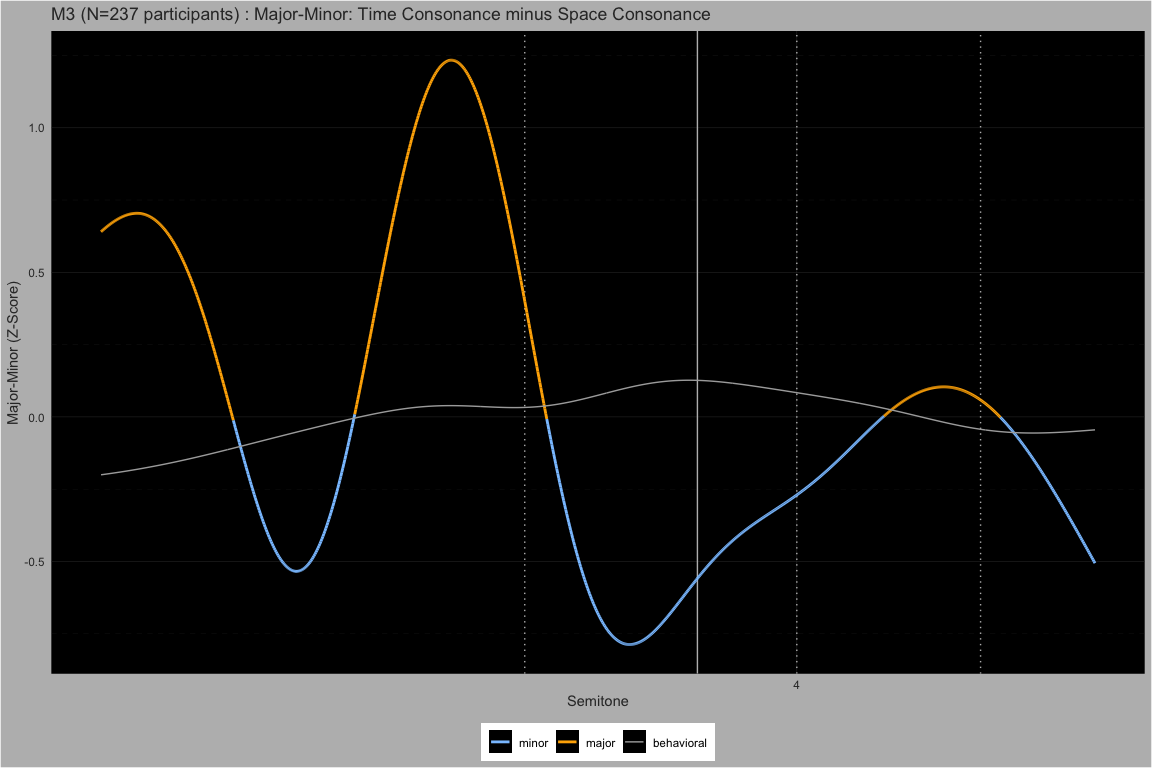 M3 (N=237 participants) : Major-Minor: Time Consonance minus Space Consonance
Major-Minor (Z-Score)
1.0
0.5
0.0
-0.5
4
Semitone
minor major behavioral